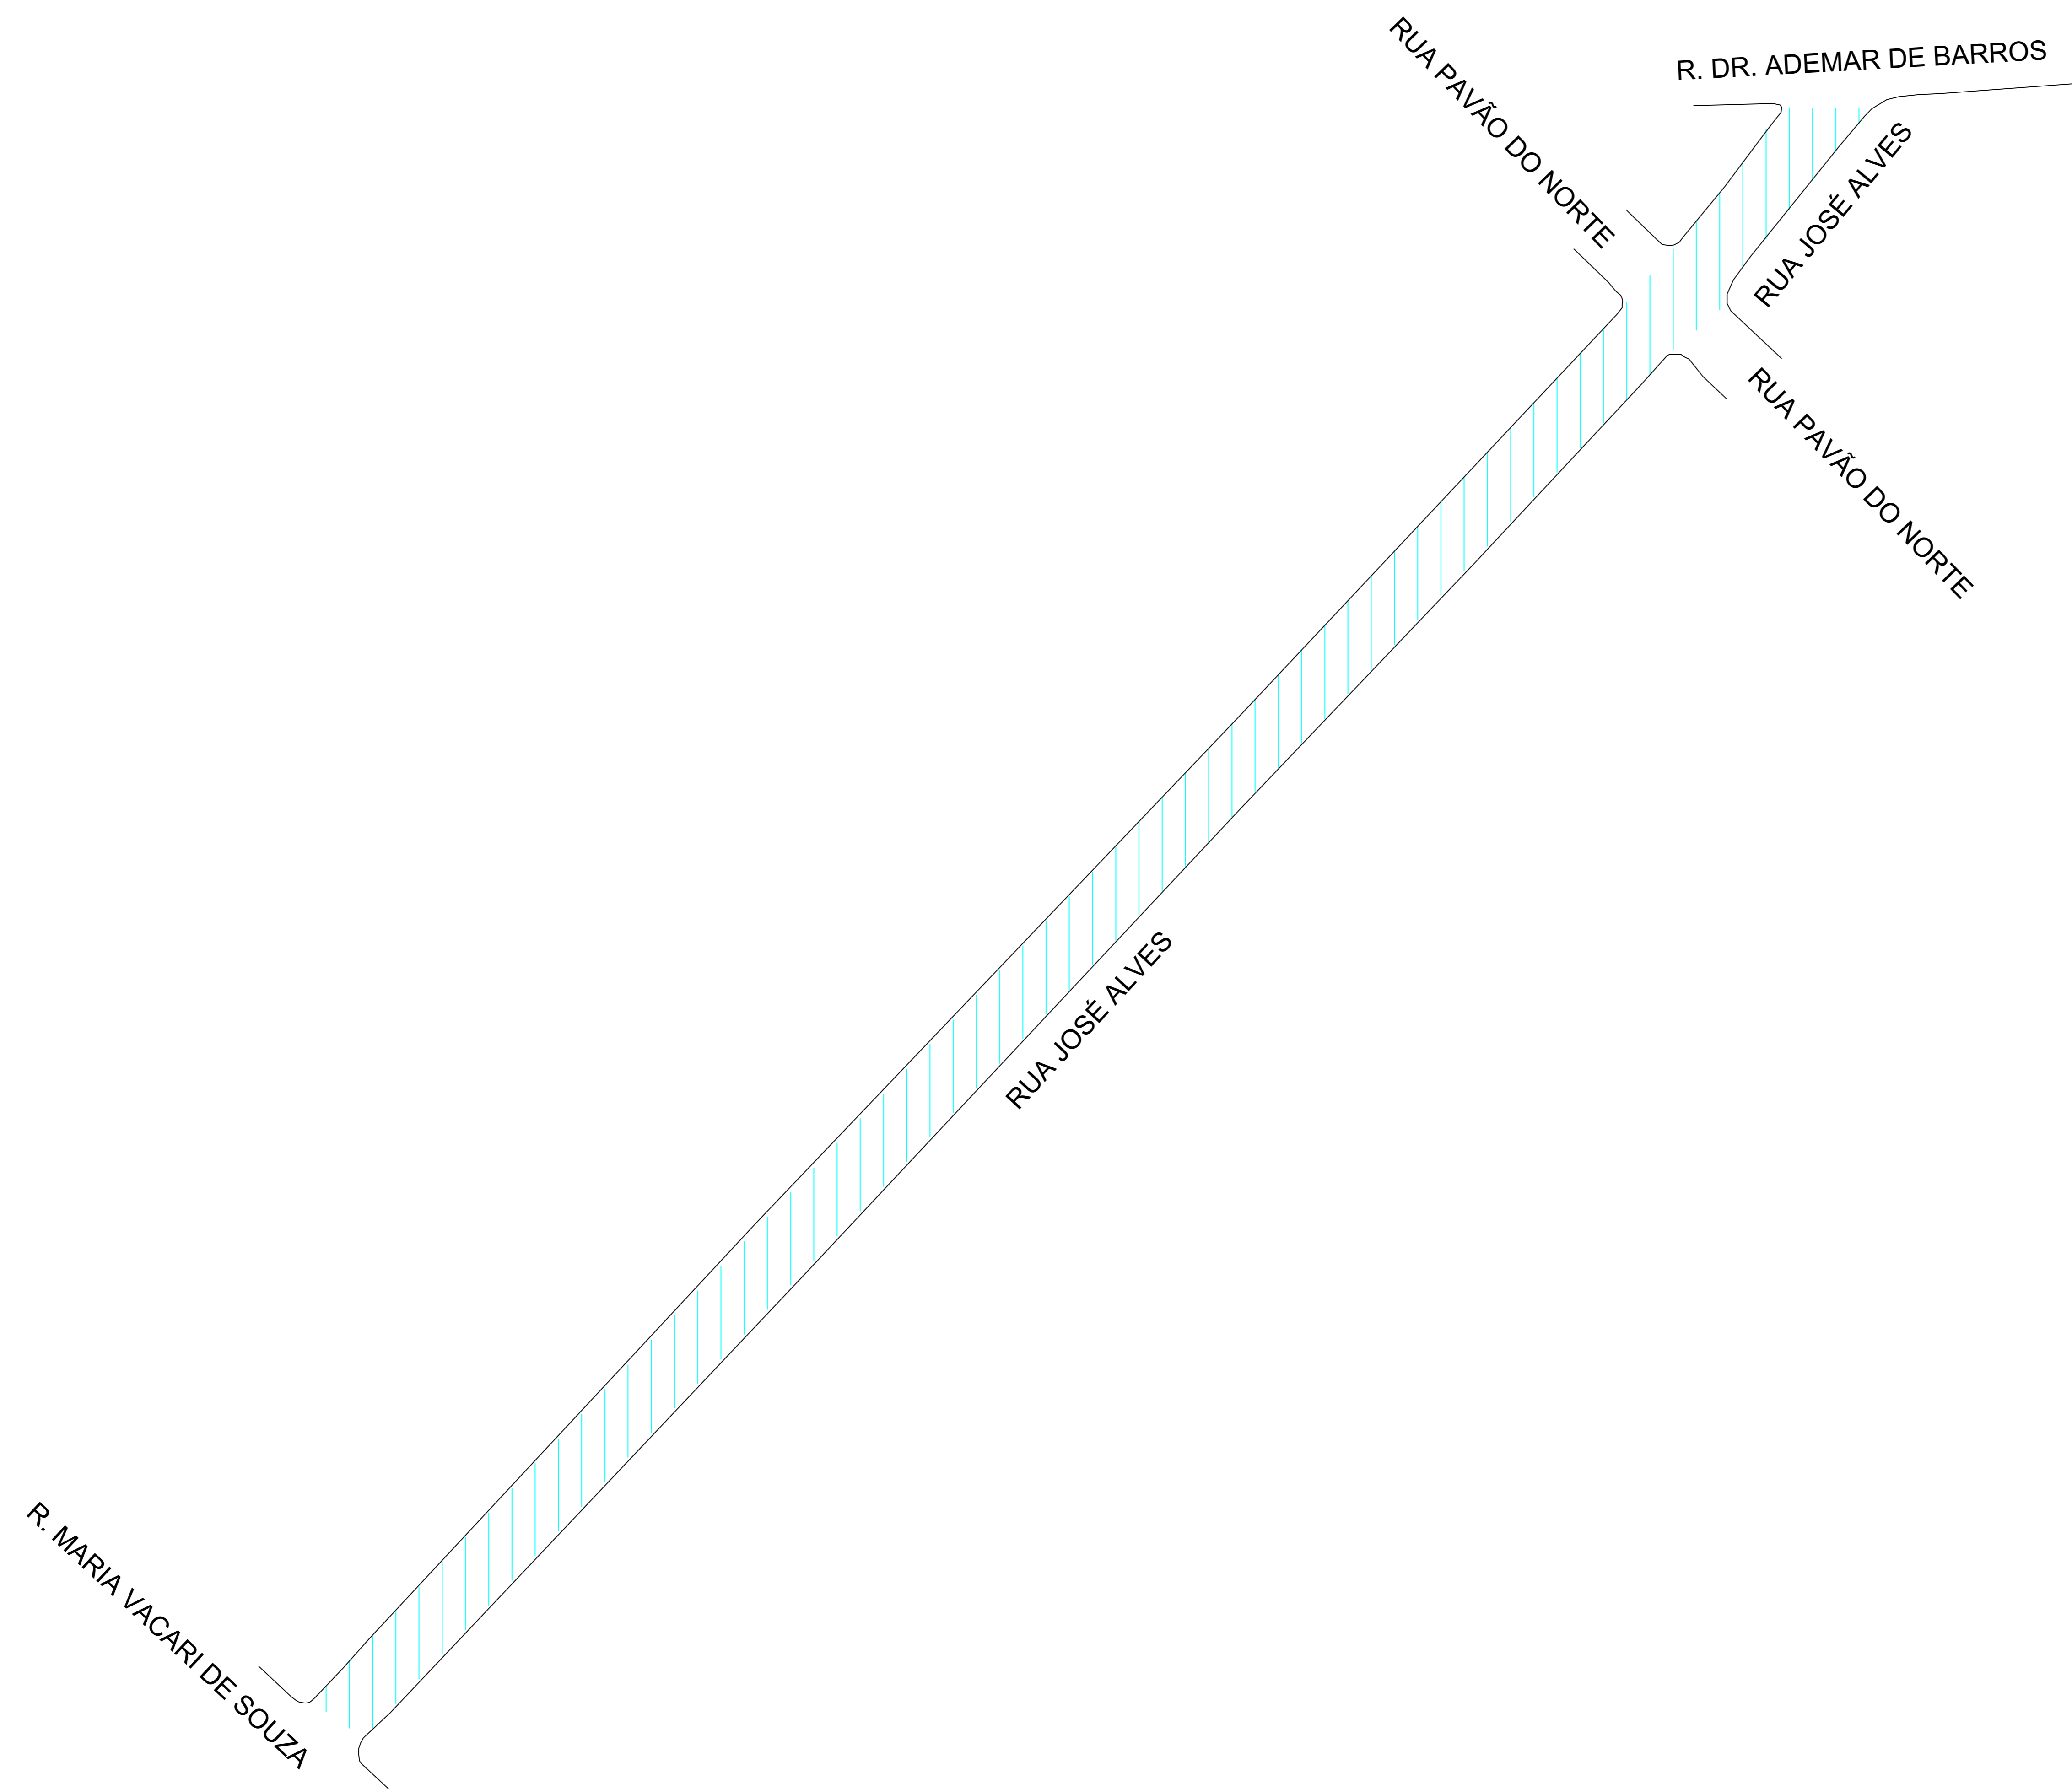 RUA PAVÃO DO NORTE
R. DR. ADEMAR DE BARROS
RUA JOSÉ ALVES
RUA PAVÃO DO NORTE
RUA JOSÉ ALVES
R. MARIA VACARI DE SOUZA